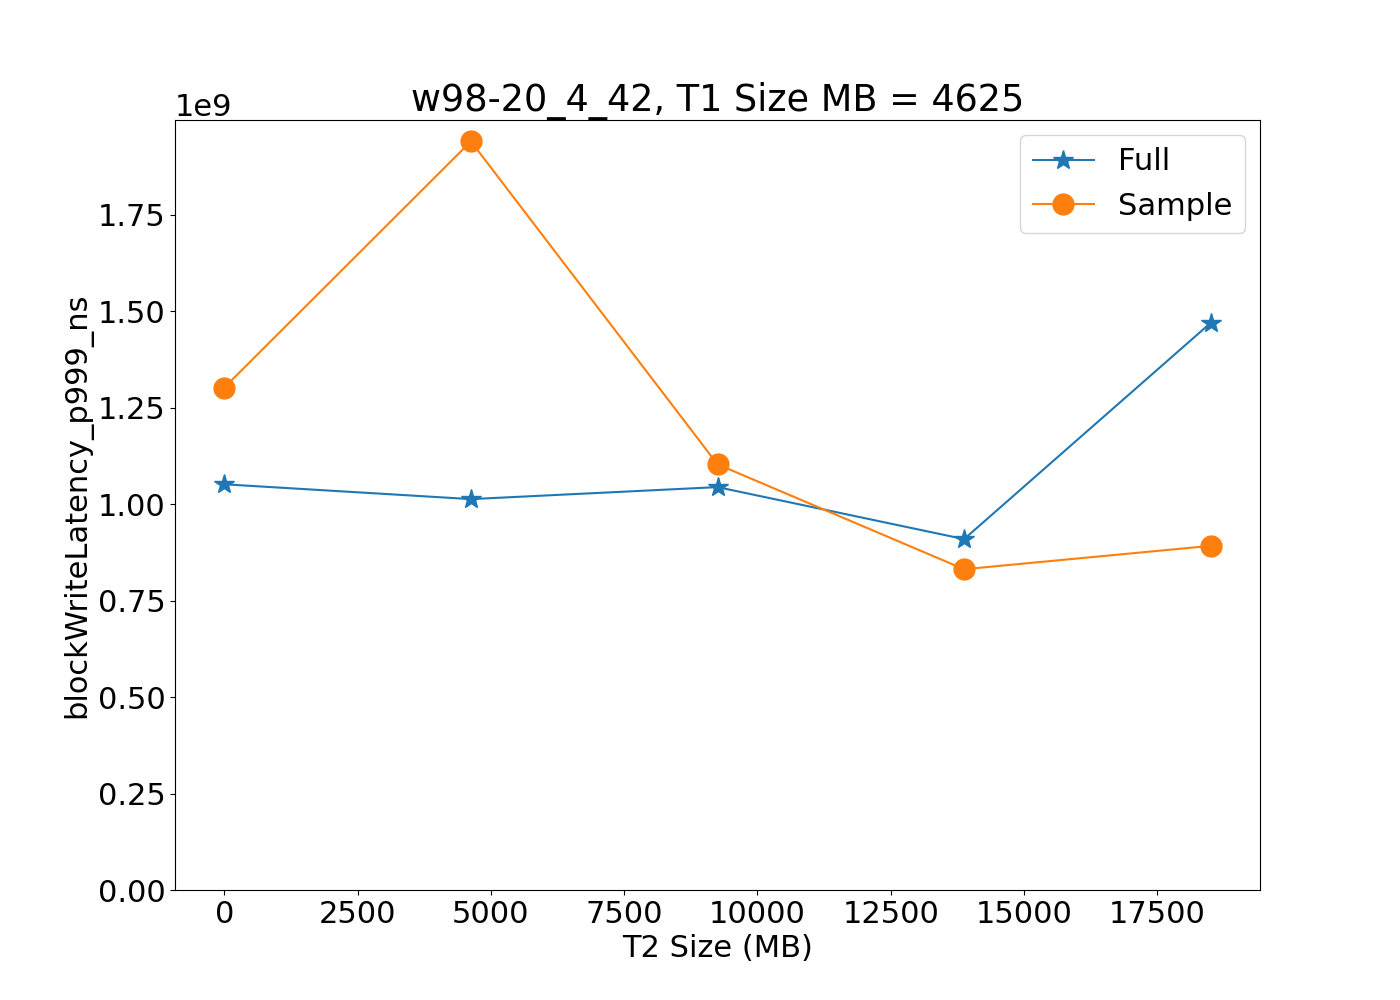 w98-20_4_42, T1 Size MB = 4625
1e9
Full
Sample
1.75
1.50
1.25
1.00
0.75
0.50
0.25
0.00
blockWriteLatency_p999_ns
0 2500 5000 7500 10000 12500 15000 17500
T2 Size (MB)